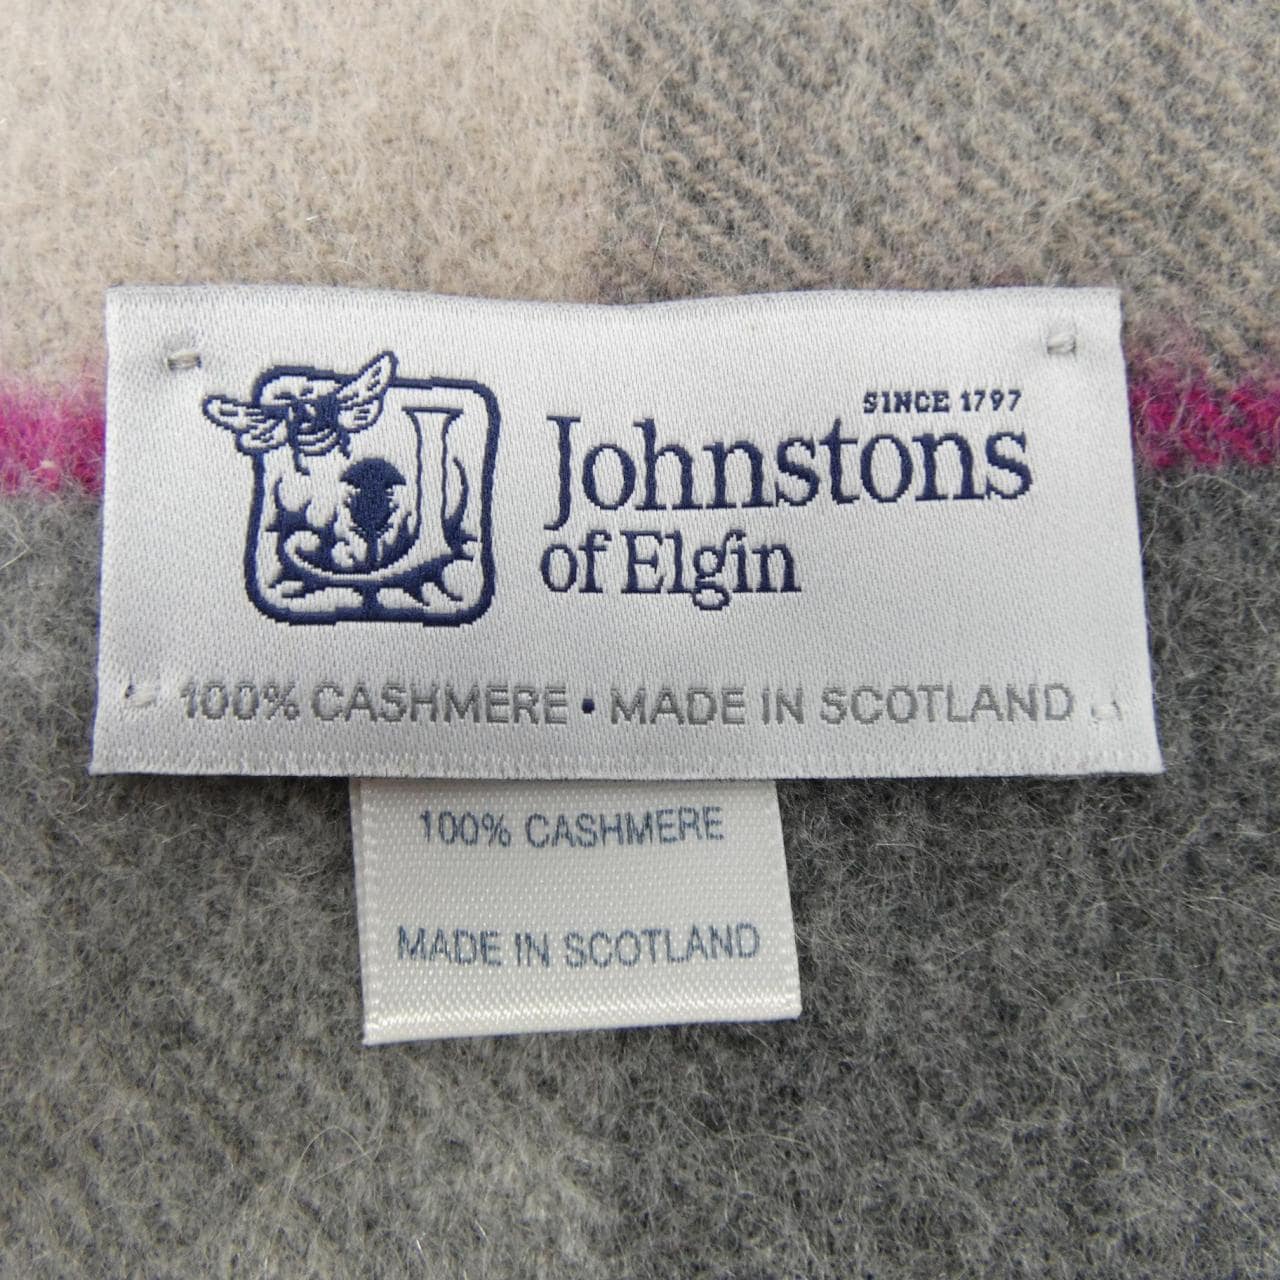 SINCE 1797
Johnstons
of Elgin
100% CASHMERE • MADE IN SCOTLAND
100% CASHMERE
MADE IN SCOTLAND